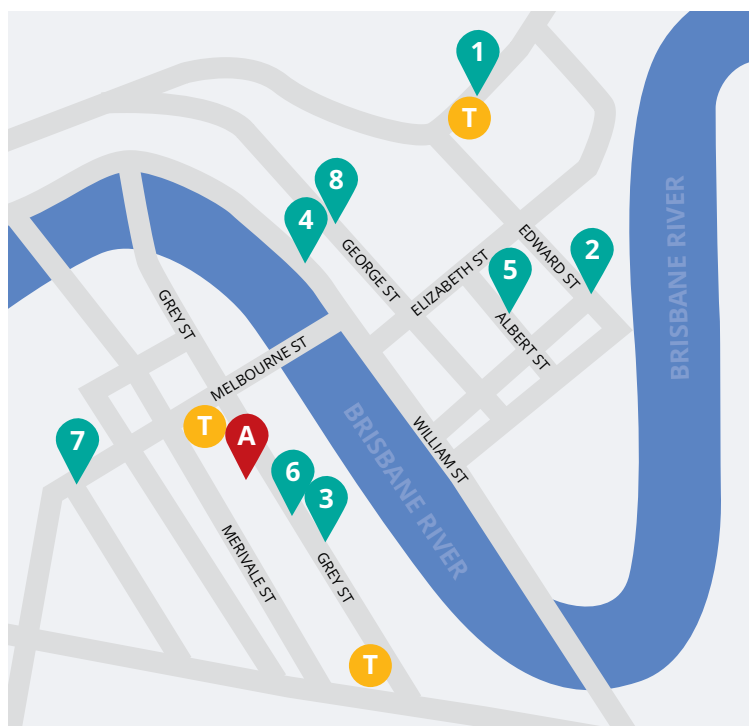 1
T
8
4
GEORGE ST
ELIZABETH ST
EDWARD ST
2
5
ALBERT ST
BRISBANE RIVER
GREY ST
MELBOURNE ST
T
A
7
6
3
BRISBANE RIVER
WILLIAM ST
MERIVALE ST
GREY ST
T